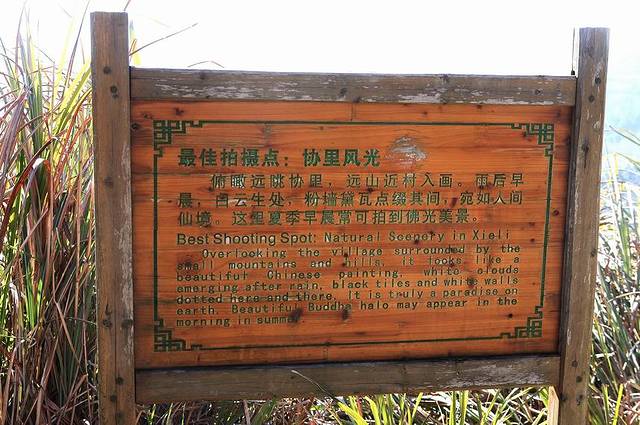 最佳拍摄点：协里风光
俯瞰远眺协里，远山近村入画。雨后早
晨，白云生处，粉墙黛瓦点缀其间，宛如人间
仙境。这里夏季早晨常可拍到佛光美景。
Best Shooting Spot: Natural Scenery in Xieli
Overlooking the village surrounded by the
small mountains and hills, it looks like a
beautiful Chinese painting. white clouds
emerging after rain, black tiles and white walls
dotted here and there. It is truly a paradise on
earth. Beautiful Buddha halo may appear in the
morning in summer